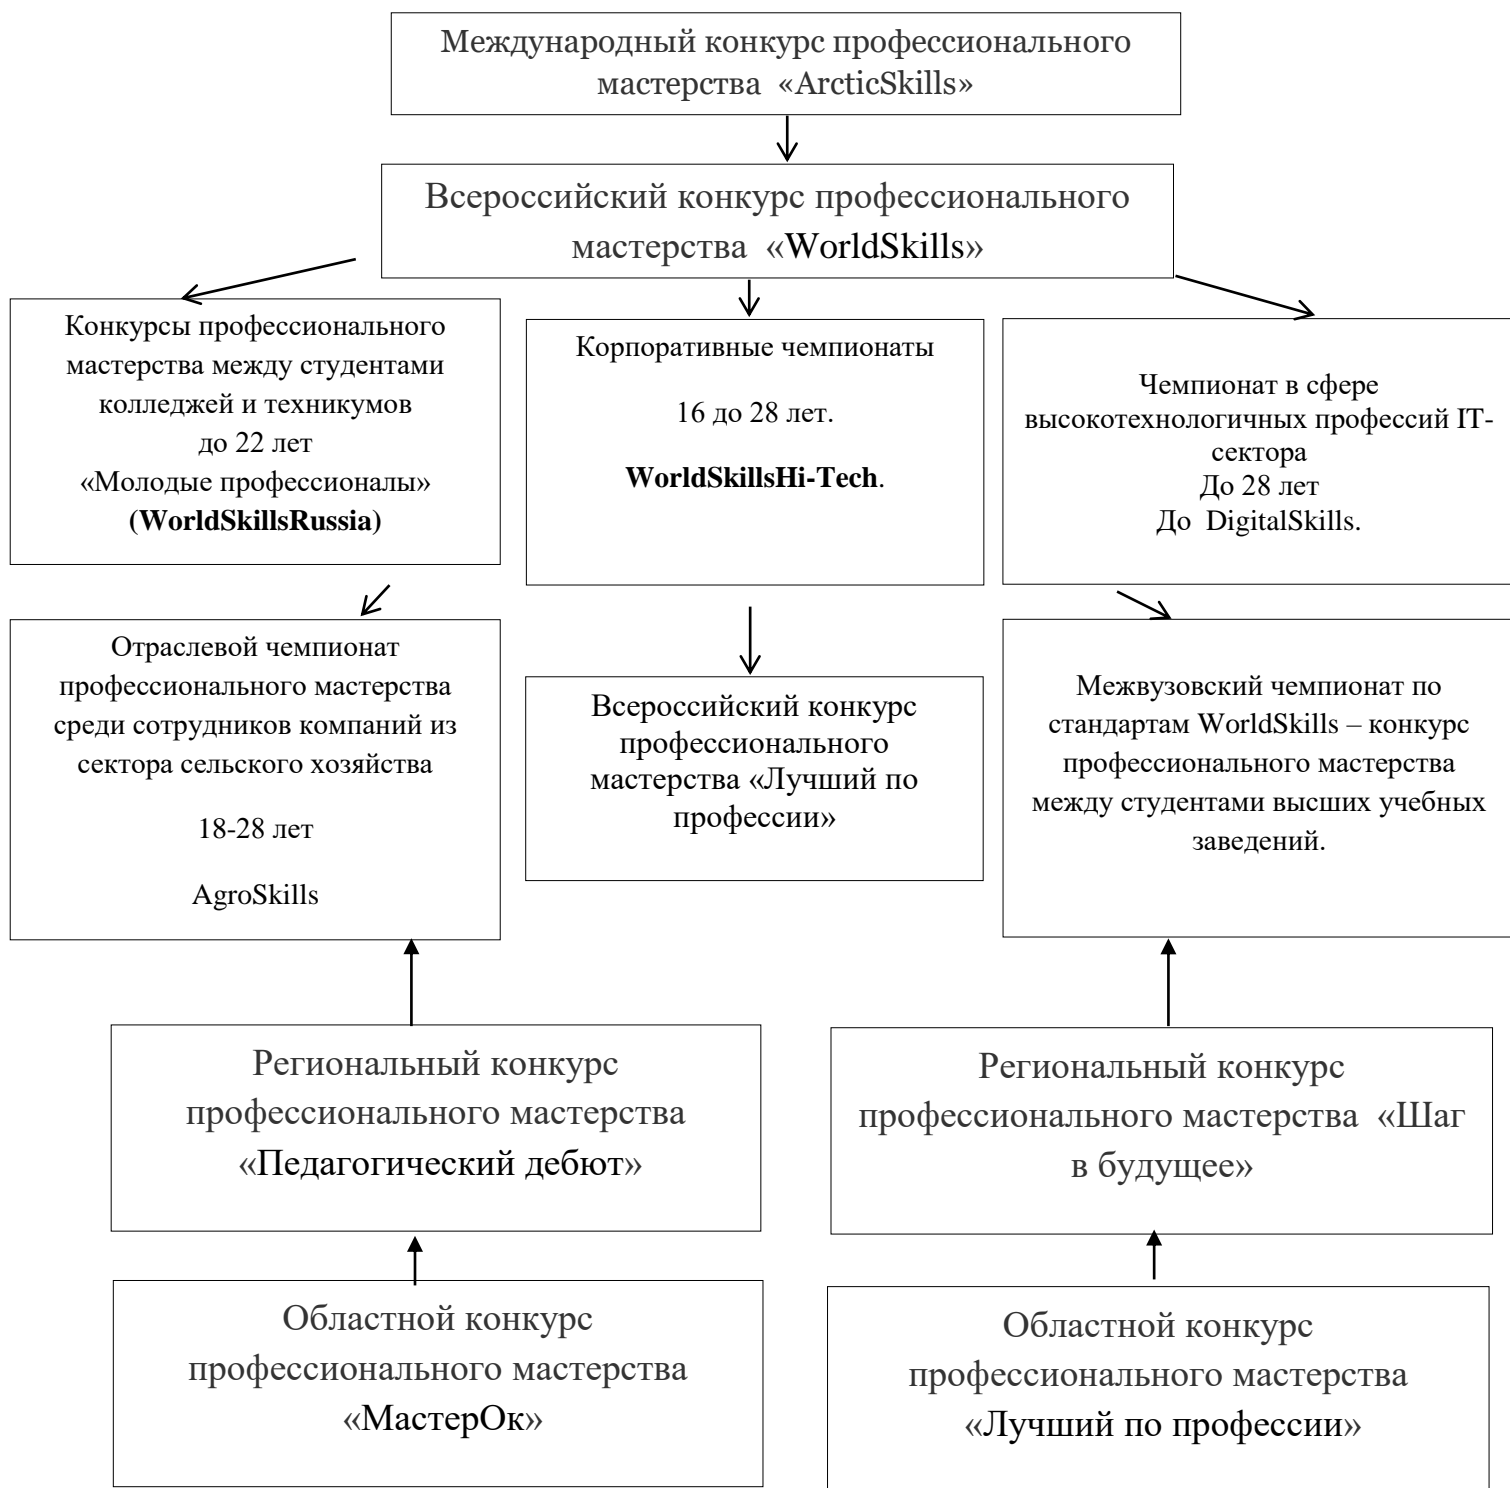 Международный конкурс профессионального
мастерства «ArcticSkills»
Всероссийский конкурс профессионального
мастерства «WorldSkills»
Конкурсы профессионального
мастерства между студентами
колледжей и техникумов
до 22 лет
«Молодые профессионалы»
(WorldSkillsRussia)
Корпоративные чемпионаты
16 до 28 лет.
WorldSkillsHi-Tech.
Чемпионат в сфере
высокотехнологичных профессий IT-
сектора
До 28 лет
До DigitalSkills.
Отраслевой чемпионат
профессионального мастерства
среди сотрудников компаний из
сектора сельского хозяйства
18-28 лет
AgroSkills
Всероссийский конкурс
профессионального
мастерства «Лучший по
профессии»
Межвузовский чемпионат по
стандартам WorldSkills – конкурс
профессионального мастерства
между студентами высших учебных
заведений.
Региональный конкурс
профессионального мастерства
«Педагогический дебют»
Региональный конкурс
профессионального мастерства «Шаг
в будущее»
Областной конкурс
профессионального мастерства
«МастерОк»
Областной конкурс
профессионального мастерства
«Лучший по профессии»